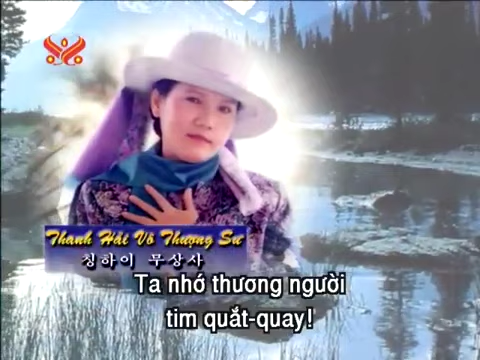 Thanh Hải Vô Thượng Sư
칭하이 무상사
Ta nhớ thương người
tim quắt-quay!